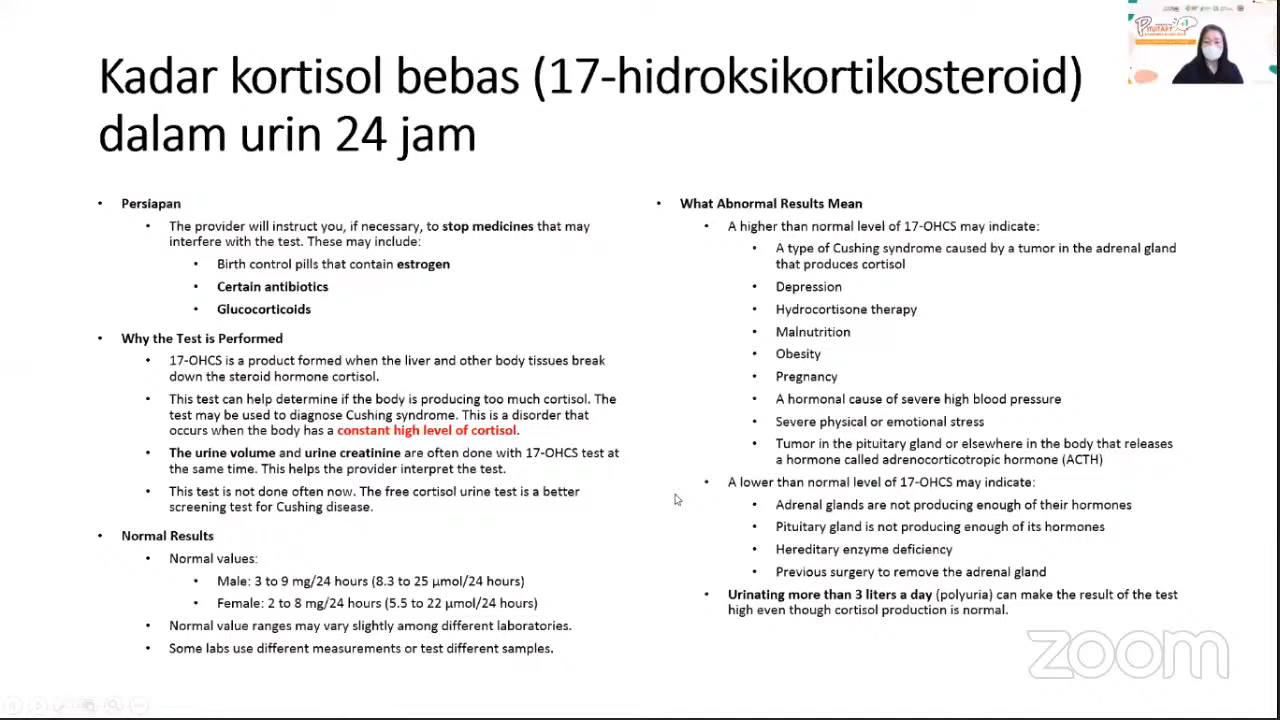 Kadar kortisol bebas (17-hidroksikortikosteroid)
dalam urin 24 jam
• Persiapan
• The provider will instruct you, if necessary, to stop medicines that may
interfere with the test. These may include:
• Birth control pills that contain estrogen
• Certain antibiotics
• Glucocorticoids
• Why the Test is Performed
• 17-OHCS is a product formed when the liver and other body tissues break
down the steroid hormone cortisol.
• This test can help determine if the body is producing too much cortisol. The
test may be used to diagnose Cushing syndrome. This is a disorder that
occurs when the body has a constant high level of cortisol.
• The urine volume and urine creatinine are often done with 17-OHCS test at
the same time. This helps the provider interpret the test.
• This test is not done often now. The free cortisol urine test is a better
screening test for Cushing disease.
• Normal Results
• Normal values:
• Male: 3 to 9 mg/24 hours (8.3 to 25 µmol/24 hours)
• Female: 2 to 8 mg/24 hours (5.5 to 22 µmol/24 hours)
• Normal value ranges may vary slightly among different laboratories.
• Some labs use different measurements or test different samples.
• What Abnormal Results Mean
• A higher than normal level of 17-OHCS may indicate:
• A type of Cushing syndrome caused by a tumor in the adrenal gland
that produces cortisol
• Depression
• Hydrocortisone therapy
• Malnutrition
• Obesity
• Pregnancy
• A hormonal cause of severe high blood pressure
• Severe physical or emotional stress
• Tumor in the pituitary gland or elsewhere in the body that releases
a hormone called adrenocorticotropic hormone (ACTH)
• A lower than normal level of 17-OHCS may indicate:
• Adrenal glands are not producing enough of their hormones
• Pituitary gland is not producing enough of its hormones
• Hereditary enzyme deficiency
• Previous surgery to remove the adrenal gland
• Urinating more than 3 liters a day (polyuria) can make the result of the test
high even though cortisol production is normal.
PITUITARY
zoom